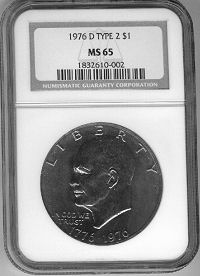 1976 D TYPE 2 $1
MS 65
1832610-002
NUMISMATIC GUARANTY CORPORATION
LIBERTY
IN GOD WE
TRUST
1776-1976